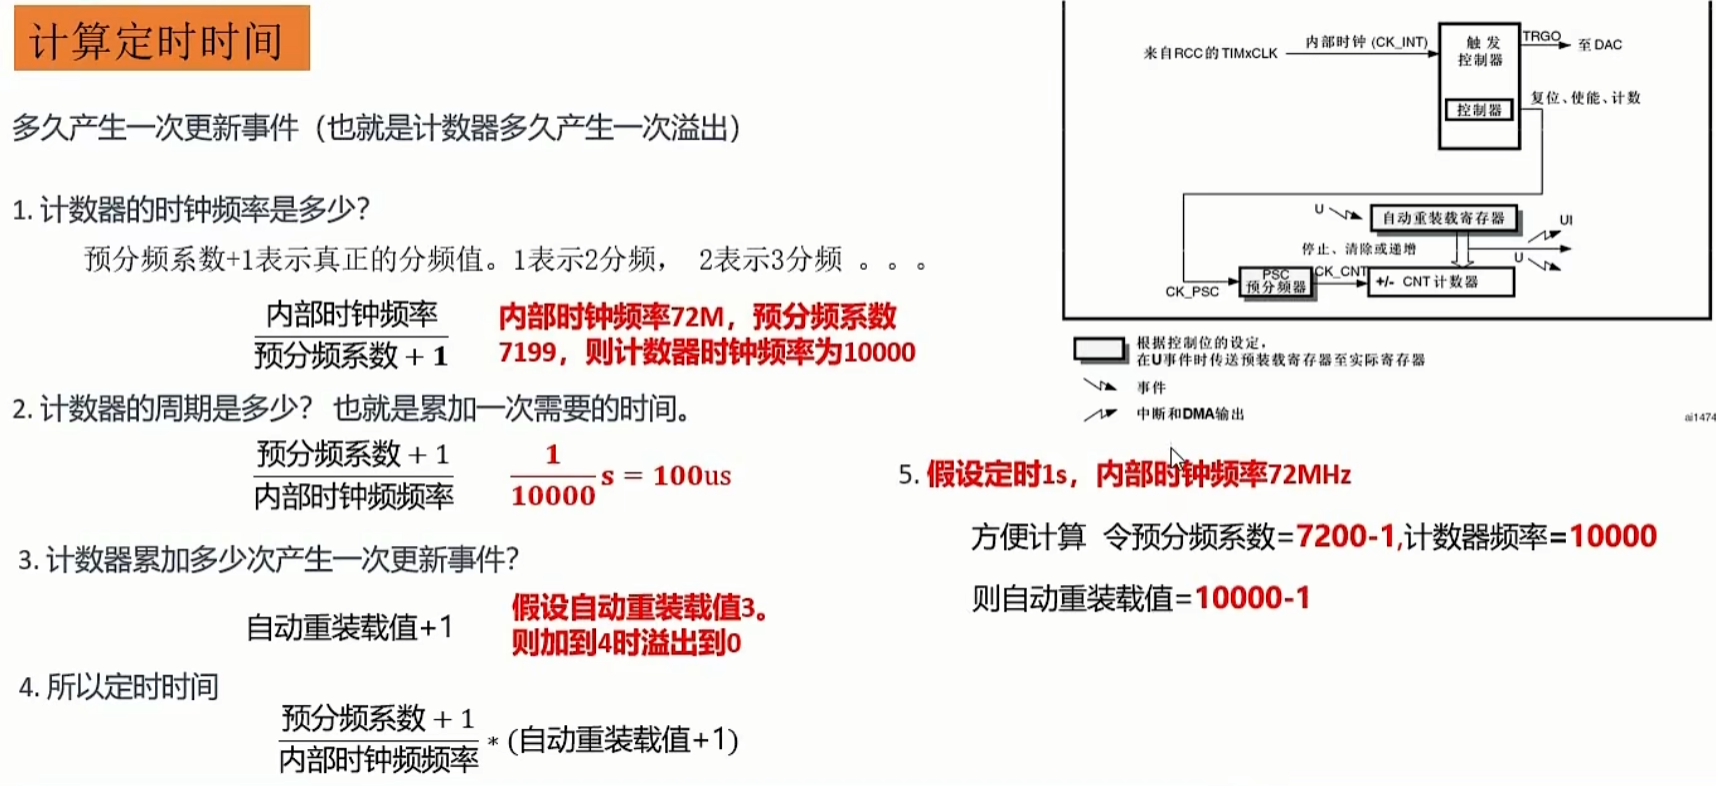 计算定时时间
多久产生一次更新事件（也就是计数器多久产生一次溢出）
1. 计数器的时钟频率是多少？
预分频系数+1表示真正的分频值。1表示2分频， 2表示3分频 。。。
内部时钟频率
预分频系数 + 1
内部时钟频率72M，预分频系数
7199，则计数器时钟频率为10000
2. 计数器的周期是多少？ 也就是累加一次需要的时间。
预分频系数 + 1
内部时钟频频率
1
10000
s = 100us
3. 计数器累加多少次产生一次更新事件？
自动重装载值+1
假设自动重装载值3。
则加到4时溢出到0
4. 所以定时时间
预分频系数 + 1
内部时钟频频率
* (自动重装载值+1)
来自RCC的TIMxCLK
内部时钟 (CK_INT)
触发
控制器
TRGO
至DAC
控制器
复位、使能、计数
U
自动重装载寄存器
UI
停止、清除或递增
U
CK_PSC
PSC
预分频器
CK_CNT
+/- CNT计数器
根据控制位的设定，
在U事件时传送预装载寄存器至实际寄存器
事件
中断和DMA输出
ai1474
5. 假设定时1s，内部时钟频率72MHz
方便计算 令预分频系数=7200-1,计数器频率=10000
则自动重装载值=10000-1